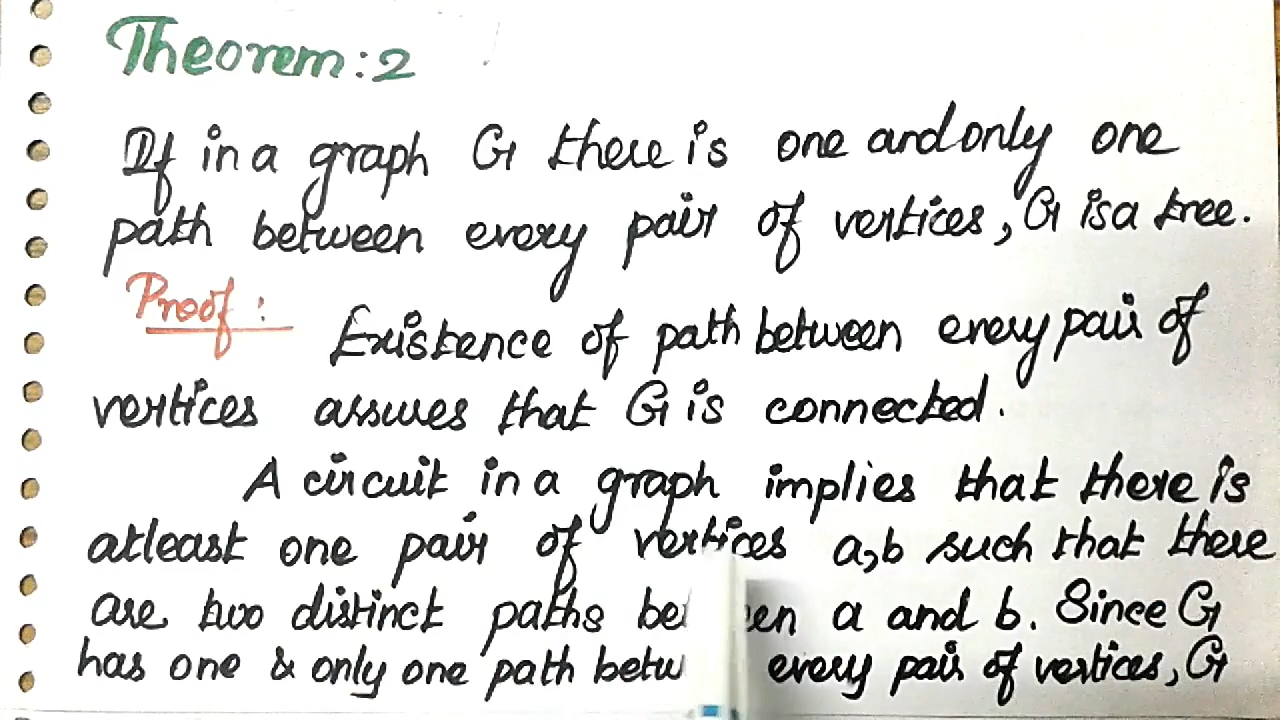 Theorem:2
If in a graph G there is one and only one
path between every pair of vertices, G is a tree.
Proof:
Existence of path between every pair of
vertices assures that G is connected.
A circuit in a graph implies that there is
atleast one pair of vertices a,b such that there
are two distinct paths a and b. Since G
has one & only one path every pair of vertices, G